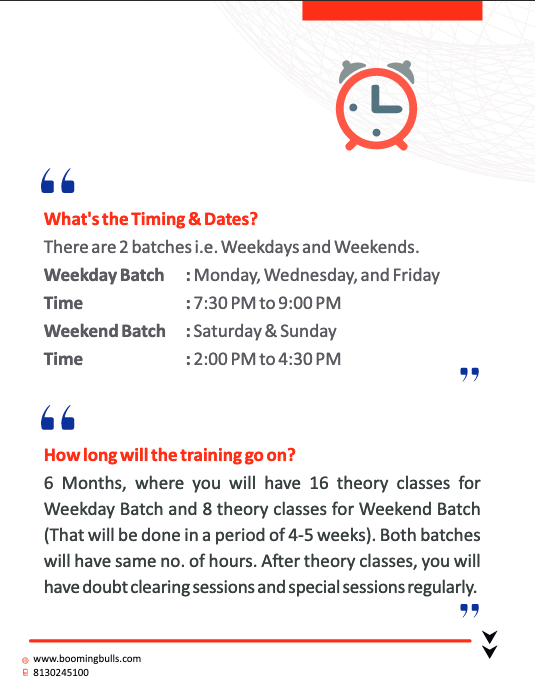 What's the Timing & Dates?
There are 2 batches i.e. Weekdays and Weekends.
Weekday Batch : Monday, Wednesday, and Friday
Time : 7:30 PM to 9:00 PM
Weekend Batch : Saturday & Sunday
Time : 2:00 PM to 4:30 PM
How long will the training go on?
6 Months, where you will have 16 theory classes for
Weekday Batch and 8 theory classes for Weekend Batch
(That will be done in a period of 4-5 weeks). Both batches
will have same no. of hours. After theory classes, you will
have doubt clearing sessions and special sessions regularly.
www.boomingbulls.com
8130245100